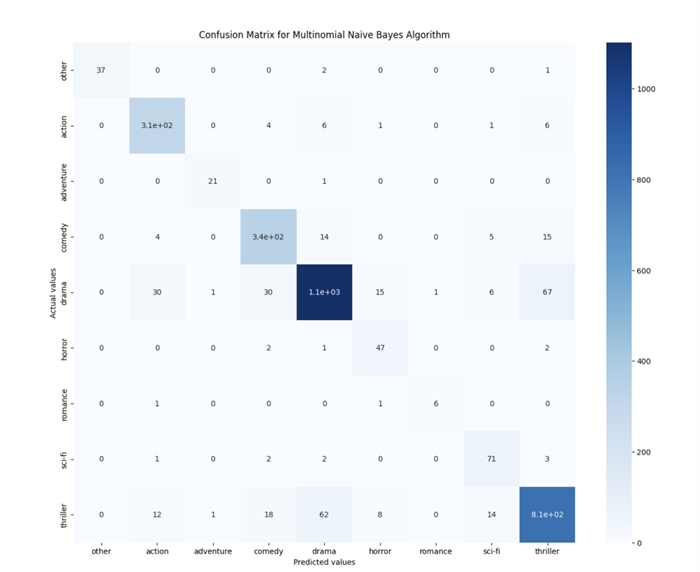 Confusion Matrix for Multinomial Naive Bayes Algorithm
other 37 0 0 0 2 0 0 0 1
action 0 3.1e+02 0 4 6 1 0 1 6
adventure 0 0 21 0 1 0 0 0 0
comedy 0 4 0 3.4e+02 14 0 0 5 15
drama 0 30 1 30 1.1e+03 15 1 6 67
horror 0 0 0 2 1 47 0 0 2
romance 0 1 0 0 0 1 6 0 0
sci-fi 0 1 0 2 2 0 0 71 3
thriller 0 12 1 18 62 8 0 14 8.1e+02
other action adventure comedy drama horror romance sci-fi thriller
Predicted values
Actual values
1000
800
600
400
200
0